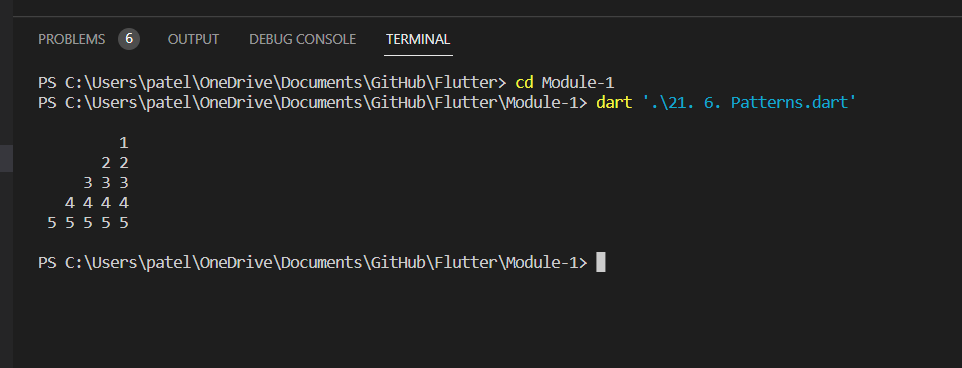 PROBLEMS 6 OUTPUT DEBUG CONSOLE TERMINAL
PS C:\Users\patel\OneDrive\Documents\GitHub\Flutter> cd Module-1
PS C:\Users\patel\OneDrive\Documents\GitHub\Flutter\Module-1> dart '.\21. 6. Patterns.dart'
1
2 2
3 3 3
4 4 4 4
5 5 5 5 5
PS C:\Users\patel\OneDrive\Documents\GitHub\Flutter\Module-1>